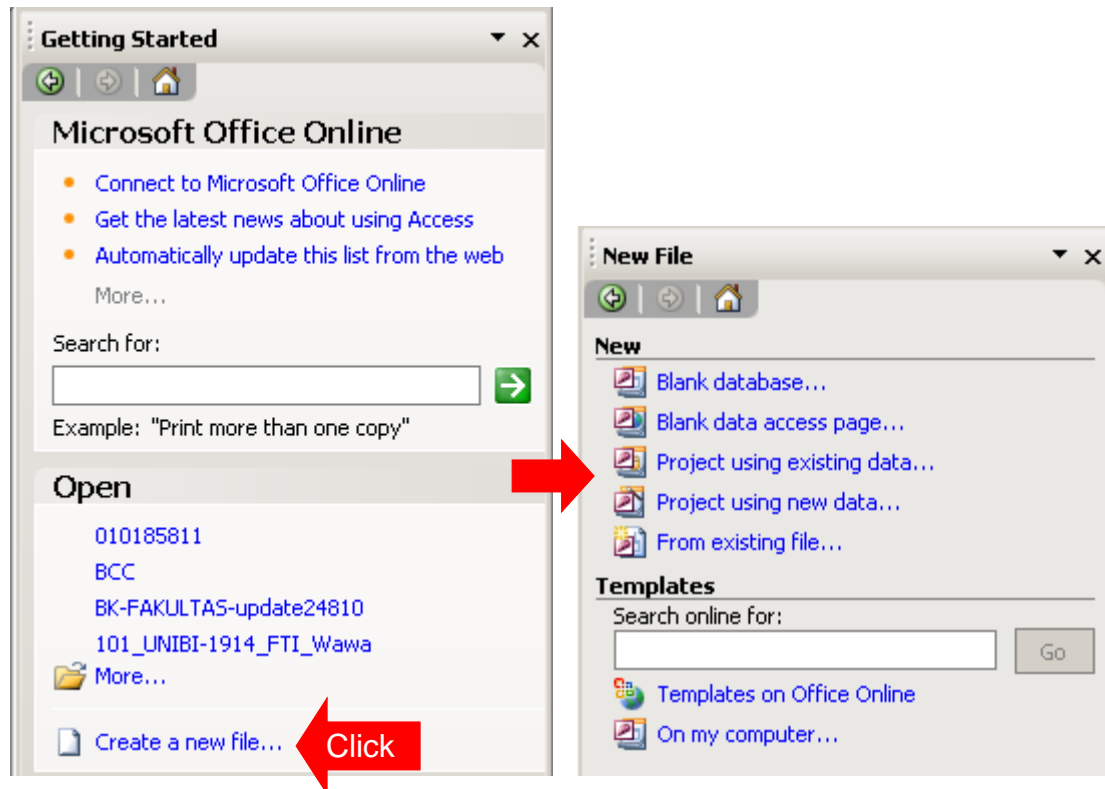 Getting Started
Microsoft Office Online
Connect to Microsoft Office Online
Get the latest news about using Access
Automatically update this list from the web
More...
Search for:
Example: "Print more than one copy"
Open
010185811
BCC
BK-FAKULTAS-update24810
101_UNIBI-1914_FTI_Wawa
More...
Create a new file...
Click
New File
New
Blank database...
Blank data access page...
Project using existing data...
Project using new data...
From existing file...
Templates
Search online for:
Go
Templates on Office Online
On my computer...